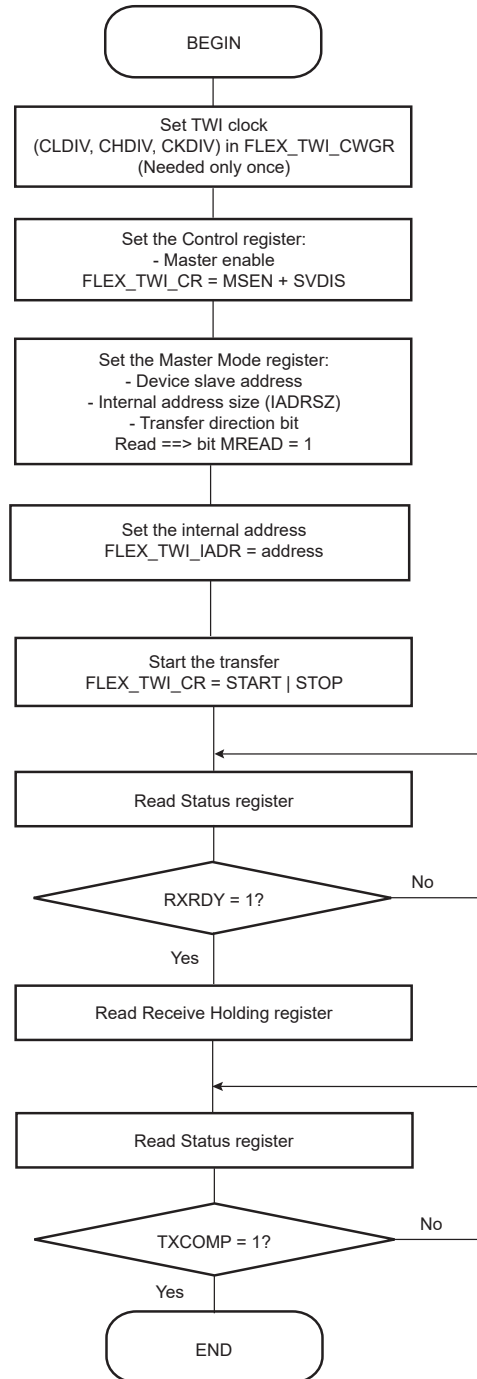 BEGIN
Set TWI clock
(CLDIV, CHDIV, CKDIV) in FLEX_TWI_CWGR
(Needed only once)
Set the Control register:
- Master enable
FLEX_TWI_CR = MSEN + SVDIS
Set the Master Mode register:
- Device slave address
- Internal address size (IADRSZ)
- Transfer direction bit
Read ==> bit MREAD = 1
Set the internal address
FLEX_TWI_IADR = address
Start the transfer
FLEX_TWI_CR = START | STOP
Read Status register
RXRDY = 1?
No
Yes
Read Receive Holding register
Read Status register
TXCOMP = 1?
No
Yes
END